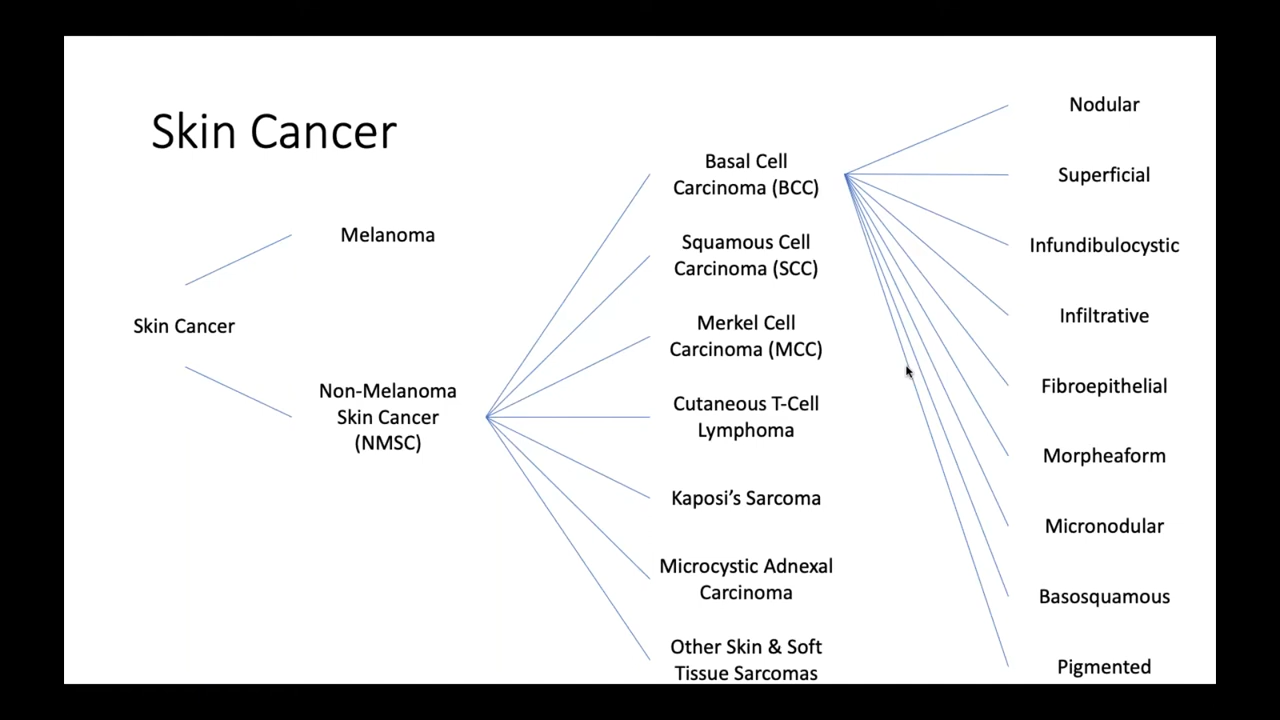 Skin Cancer
Skin Cancer
Melanoma
Non-Melanoma
Skin Cancer
(NMSC)
Basal Cell
Carcinoma (BCC)
Squamous Cell
Carcinoma (SCC)
Merkel Cell
Carcinoma (MCC)
Cutaneous T-Cell
Lymphoma
Kaposi’s Sarcoma
Microcystic Adnexal
Carcinoma
Other Skin & Soft
Tissue Sarcomas
Nodular
Superficial
Infundibulocystic
Infiltrative
Fibroepithelial
Morpheaform
Micronodular
Basosquamous
Pigmented